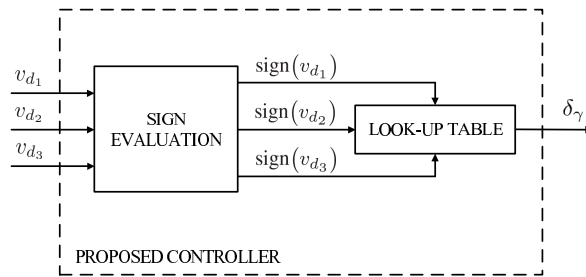 v_{d_1}
v_{d_2}
v_{d_3}
SIGN
EVALUATION
sign(v_{d_1})
sign(v_{d_2})
sign(v_{d_3})
LOOK-UP TABLE
δ_γ
PROPOSED CONTROLLER